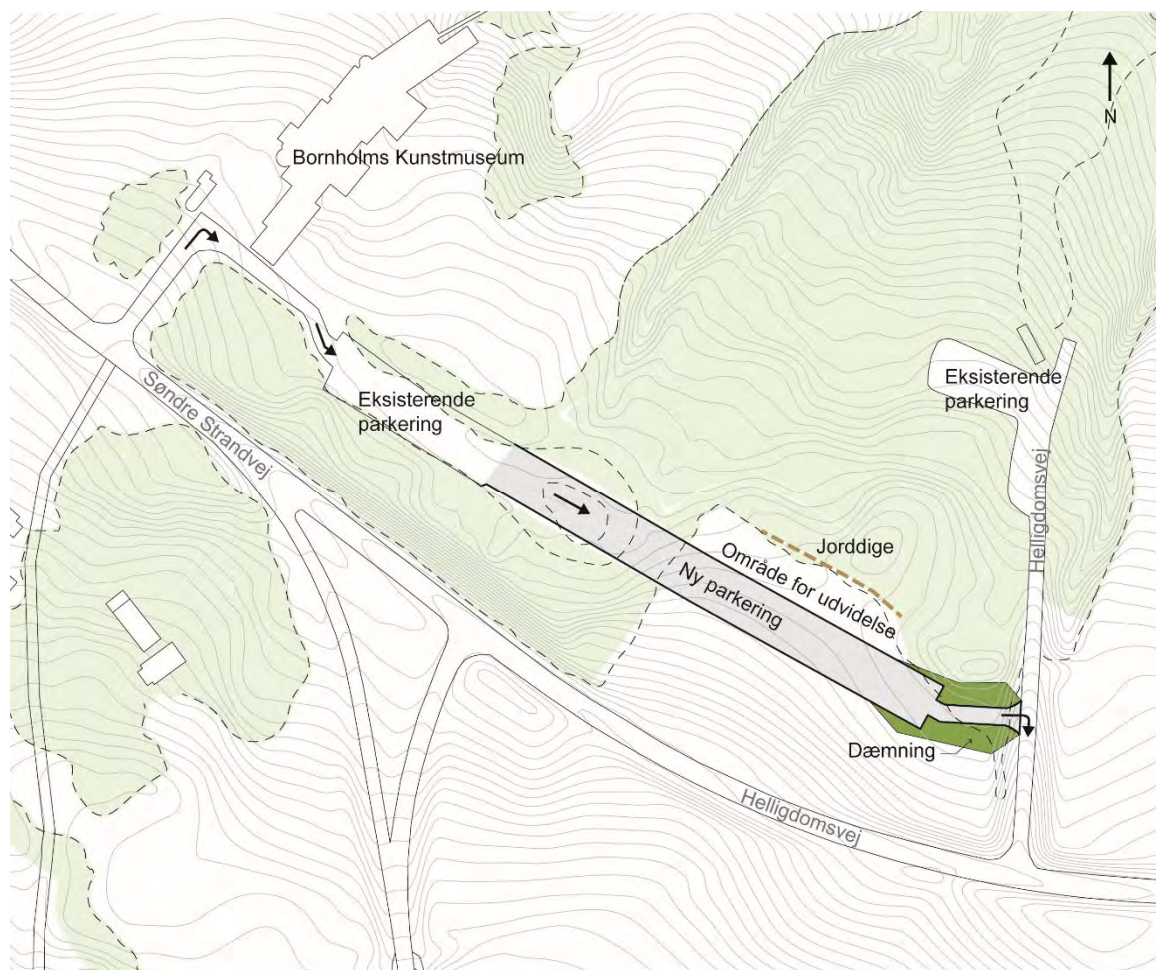 N
Bornholms Kunstmuseum
Eksisterende
parkering
Eksisterende
parkering
Søndre Strandvej
Helligdomsvej
Jorddige
Område for udvidelse
Ny parkering
Dæmning
Helligdomsvej